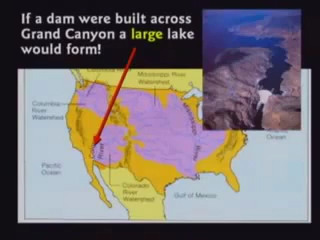 If a dam were built across
Grand Canyon a large lake
would form!
Mississippi River
Watershed
Columbia
River
Watershed
Pacific
Ocean
Colorado
River
Watershed
Gulf of Mexico
Ocean